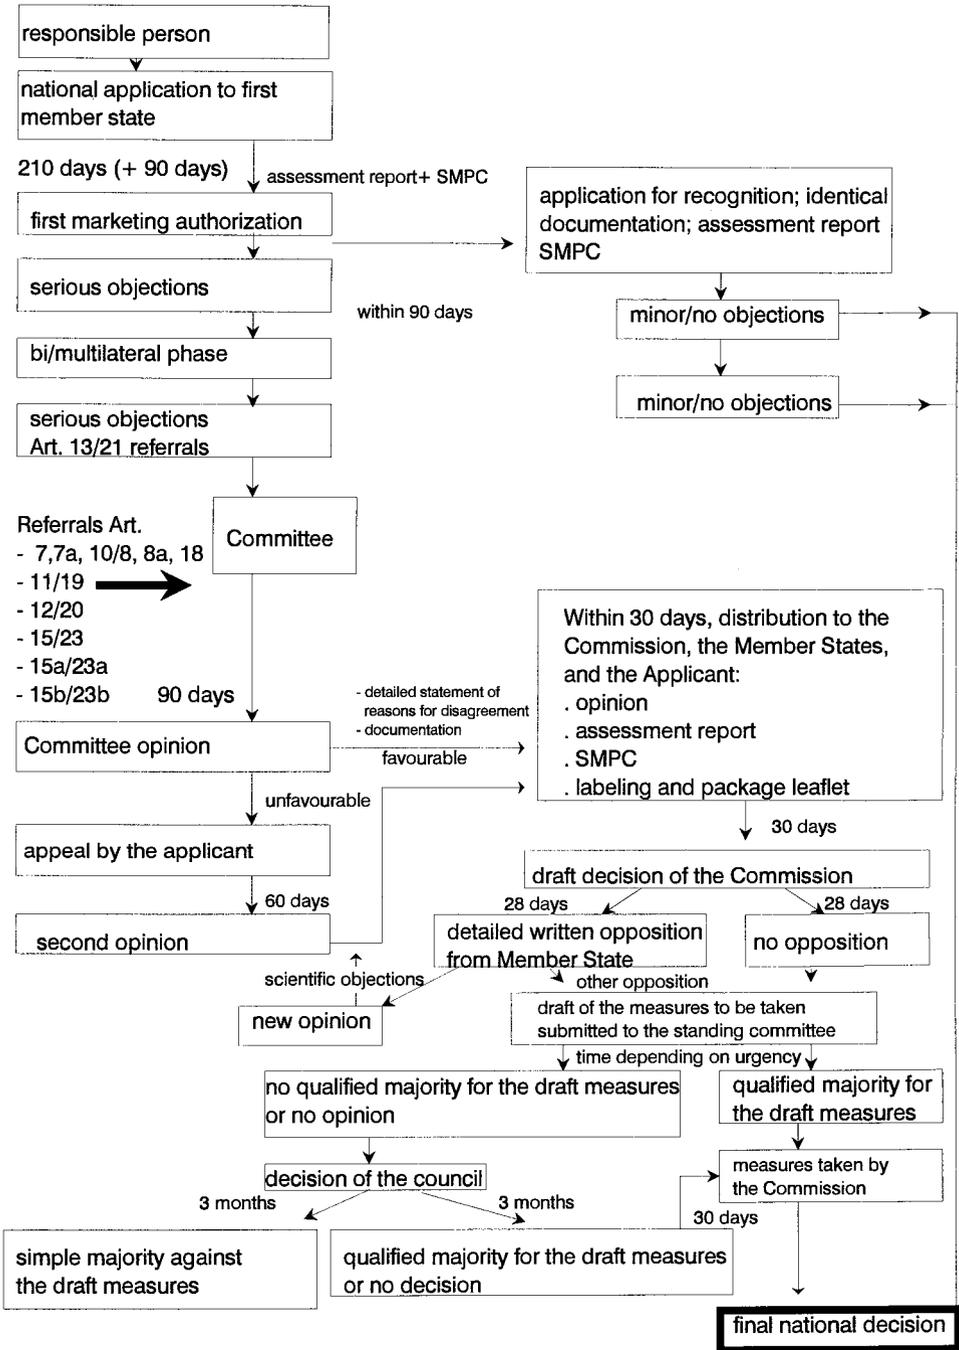 responsible person
national application to first
member state
210 days (+ 90 days)
assessment report+ SMPC
first marketing authorization
application for recognition; identical
documentation; assessment report
SMPC
serious objections
within 90 days
minor/no objections
bi/multilateral phase
minor/no objections
serious objections
Art. 13/21 referrals
Committee
Referrals Art.
- 7,7a, 10/8, 8a, 18
- 11/19
- 12/20
- 15/23
- 15a/23a
- 15b/23b
90 days
Within 30 days, distribution to the
Commission, the Member States,
and the Applicant:
. opinion
. assessment report
. SMPC
. labeling and package leaflet
- detailed statement of
reasons for disagreement
- documentation
Committee opinion
favourable
unfavourable
30 days
appeal by the applicant
draft decision of the Commission
60 days
28 days
28 days
second opinion
detailed written opposition
from Member State
no opposition
scientific objections
other opposition
new opinion
draft of the measures to be taken
submitted to the standing committee
time depending on urgency
no qualified majority for the draft measures
or no opinion
qualified majority for
the draft measures
decision of the council
measures taken by
the Commission
3 months
3 months
30 days
simple majority against
the draft measures
qualified majority for the draft measures
or no decision
final national decision